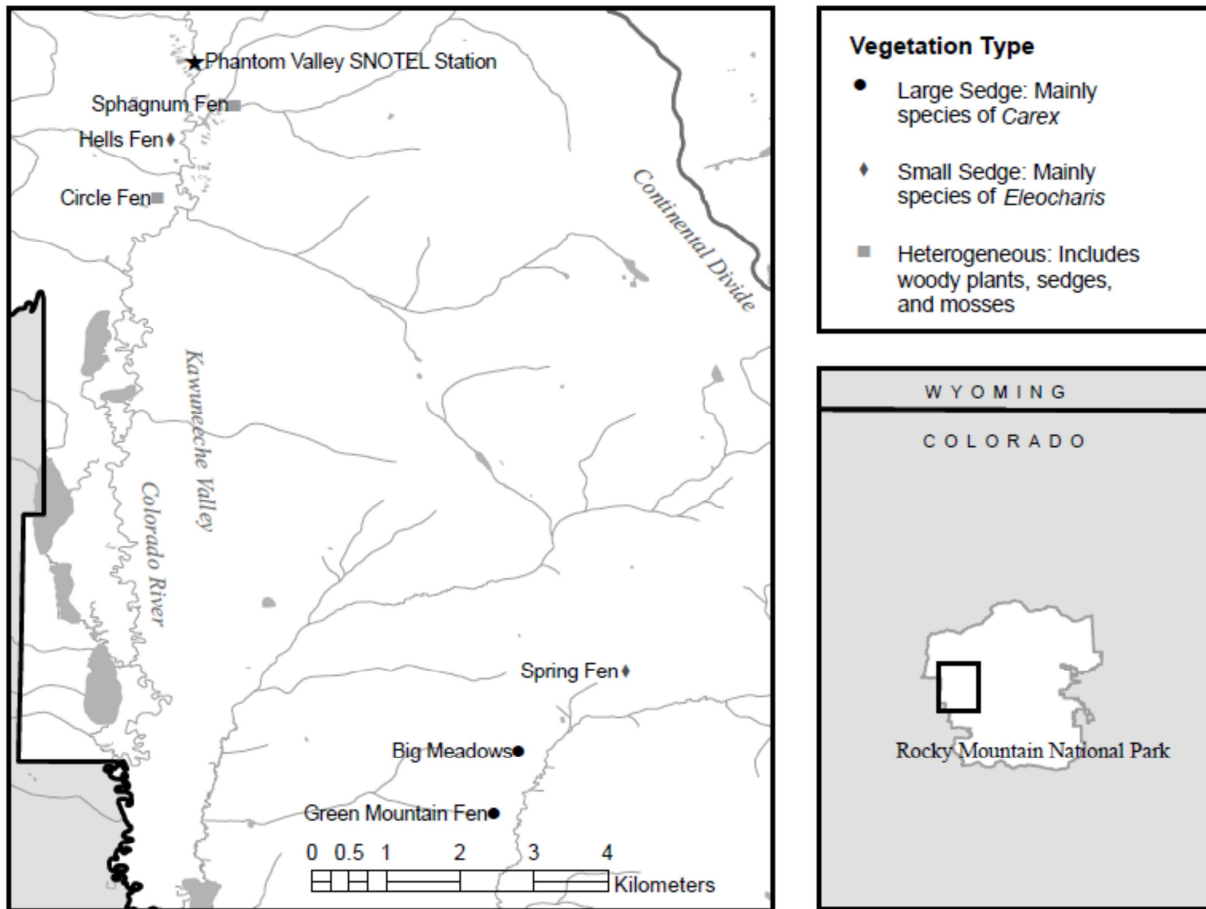 Phantom Valley SNOTEL Station
Sphagnum Fen
Hells Fen
Circle Fen
Continental Divide
Kawuneeche Valley
Colorado River
Spring Fen
Big Meadows
Green Mountain Fen
0 0.5 1 2 3 4
Kilometers
Vegetation Type
Large Sedge: Mainly
species of Carex
Small Sedge: Mainly
species of Eleocharis
Heterogeneous: Includes
woody plants, sedges,
and mosses
WYOMING
COLORADO
Rocky Mountain National Park